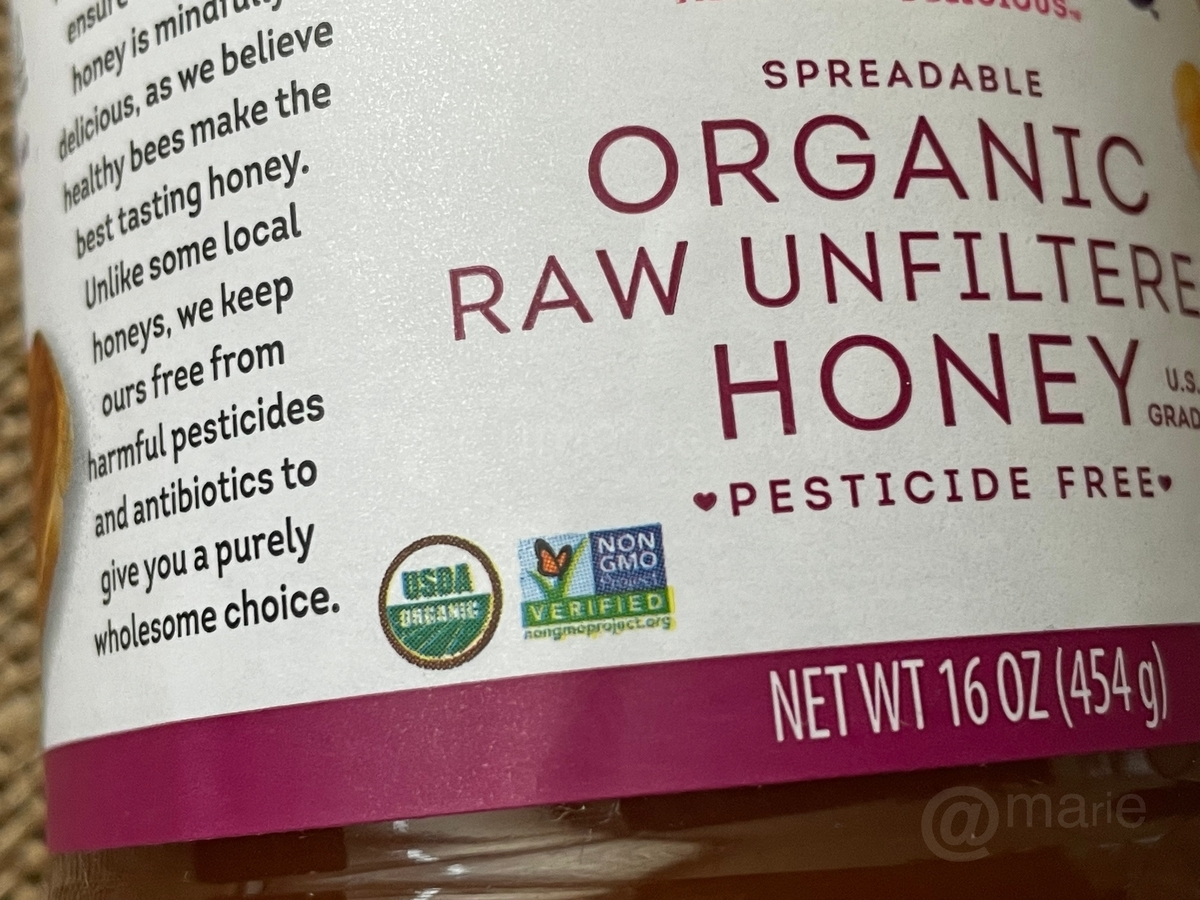 honey is mindfully
delicious, as we believe
healthy bees make the
best tasting honey.
Unlike some local
honeys, we keep
ours free from
harmful pesticides
and antibiotics to
give you a purely
wholesome choice.
SPREADABLE
ORGANIC
RAW UNFILTERE
HONEY
U.S.
GRAD
PESTICIDE FREE
USDA
ORGANIC
NON
GMO
Project
VERIFIED
nongmoproject.org
NET WT 16 OZ (454 g)
@marie